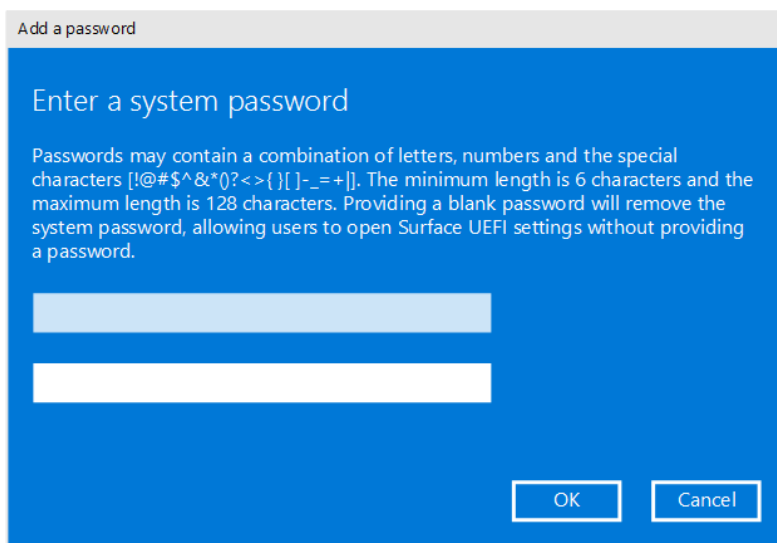 Add a password
Enter a system password
Passwords may contain a combination of letters, numbers and the special
characters [!@#$^&*()?<>{}[]-_=+|]. The minimum length is 6 characters and the
maximum length is 128 characters. Providing a blank password will remove the
system password, allowing users to open Surface UEFI settings without providing
a password.
OK
Cancel